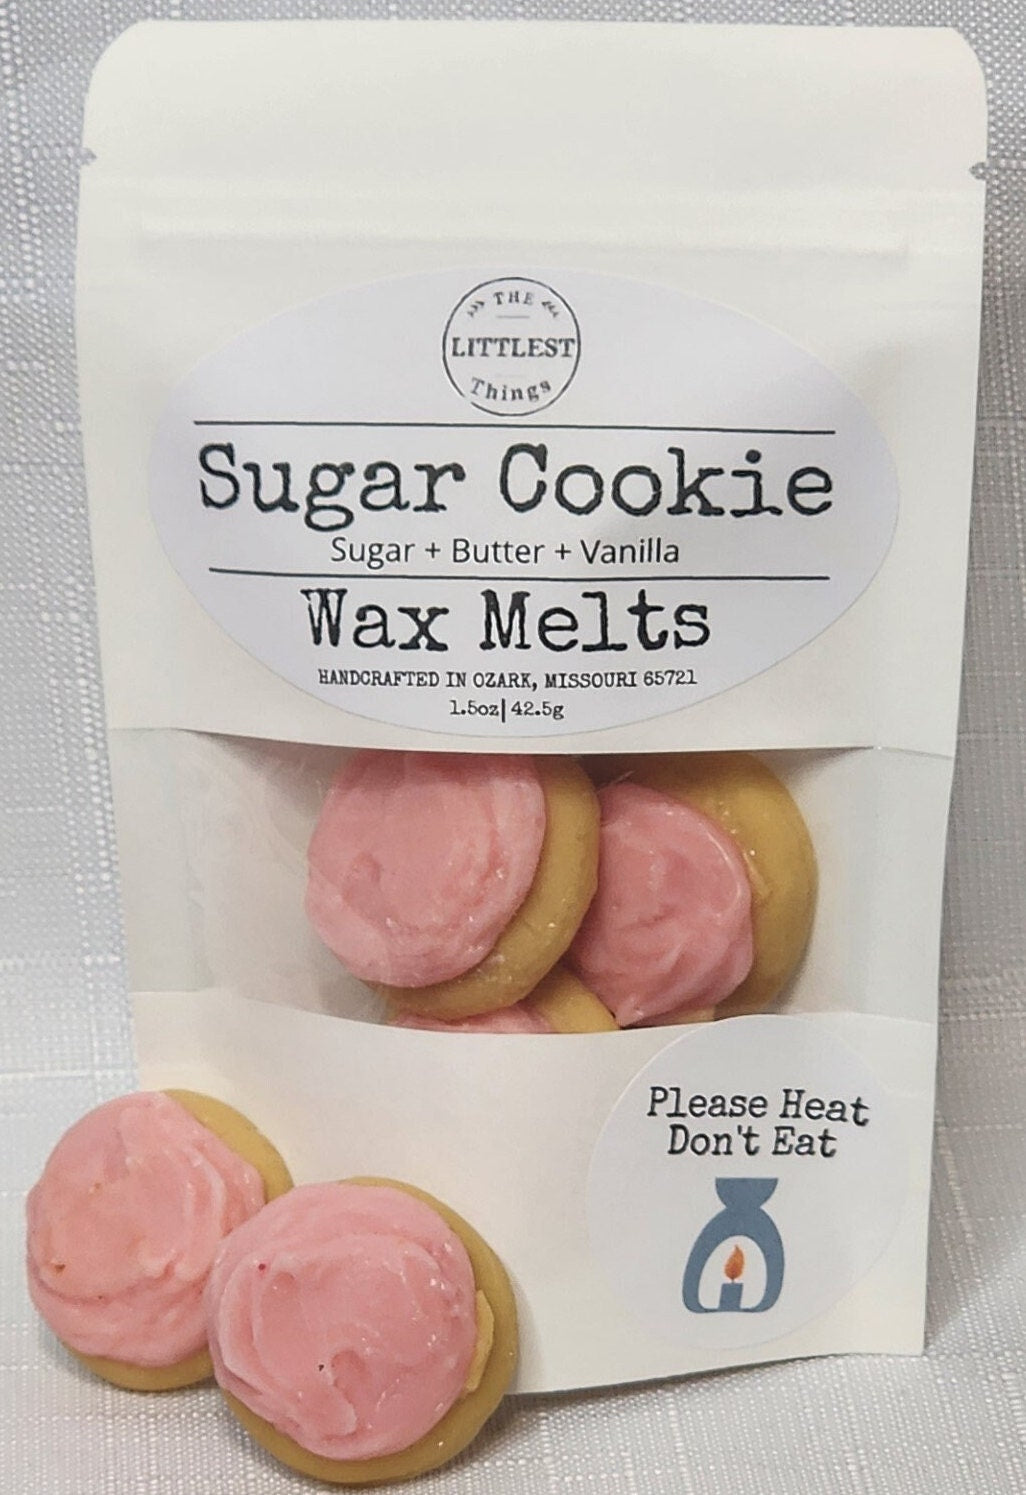 THE
LITTLEST
Things
Sugar Cookie
Sugar + Butter + Vanilla
Wax Melts
HANDCRAFTED IN OZARK, MISSOURI 65721
1.5oz| 42.5g
Please Heat
Don't Eat